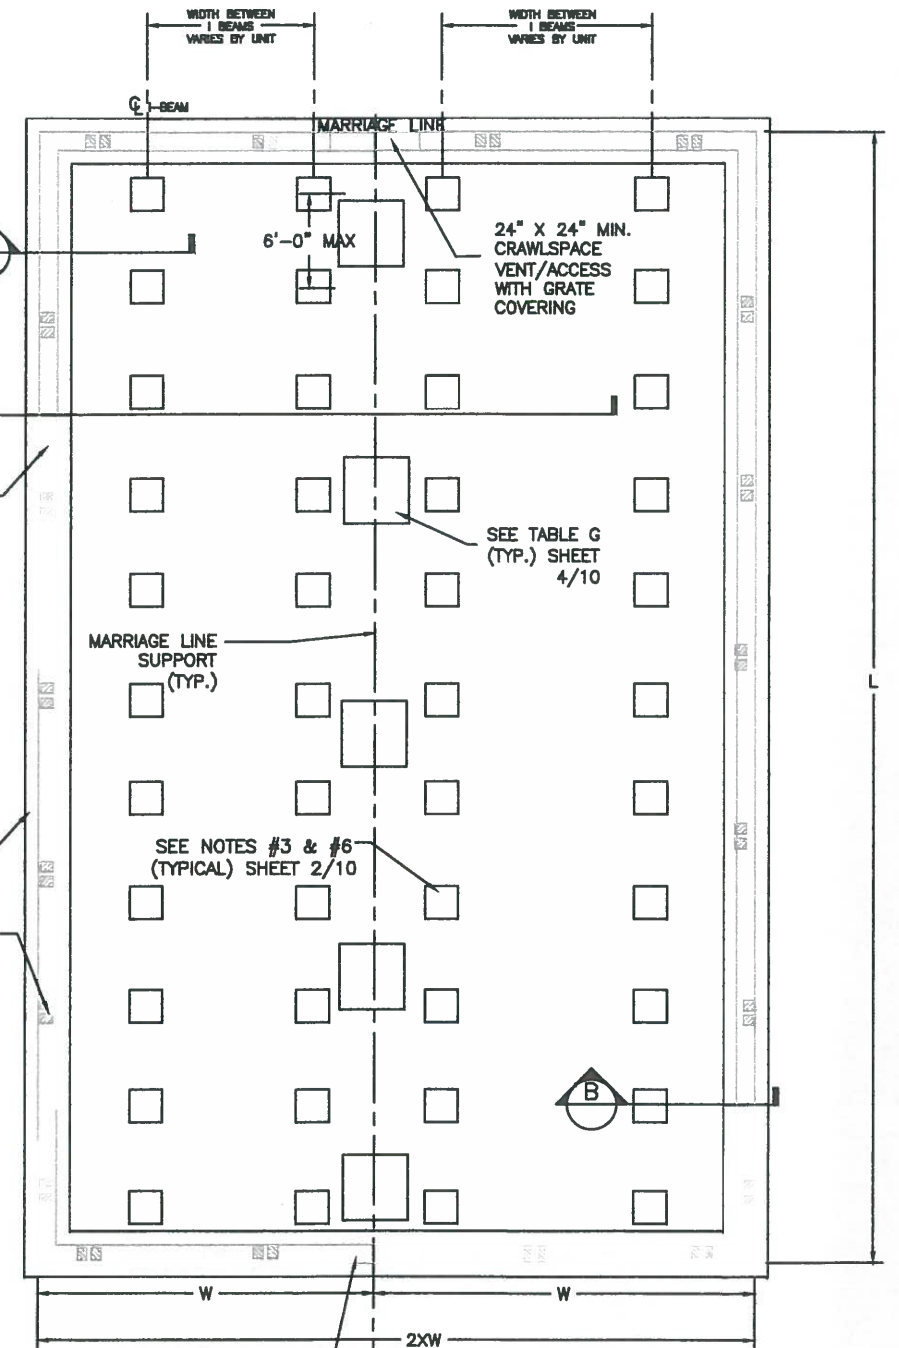 WIDTH BETWEEN
I BEAMS
VARIES BY UNIT
WIDTH BETWEEN
I BEAMS
VARIES BY UNIT
CL I-BEAM
MARRIAGE LINE
6'-0" MAX
24" X 24" MIN.
CRAWLSPACE
VENT/ACCESS
WITH GRATE
COVERING
SEE TABLE G
(TYP.) SHEET
4/10
MARRIAGE LINE
SUPPORT
(TYP.)
L
SEE NOTES #3 & #6
(TYPICAL) SHEET 2/10
B
W
W
2XW